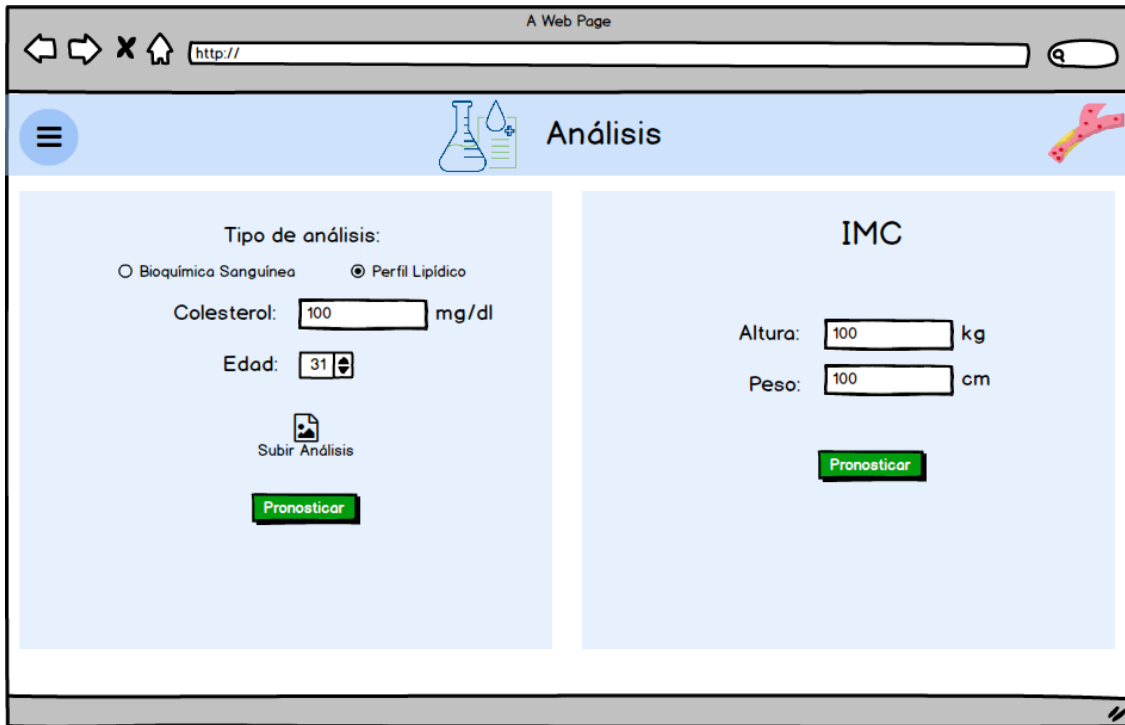 A Web Page
http://
Análisis
Tipo de análisis:
Bioquímica Sanguínea Perfil Lipídico
Colesterol: 100 mg/dl
Edad: 31
Subir Análisis
Pronosticar
IMC
Altura: 100 kg
Peso: 100 cm
Pronosticar